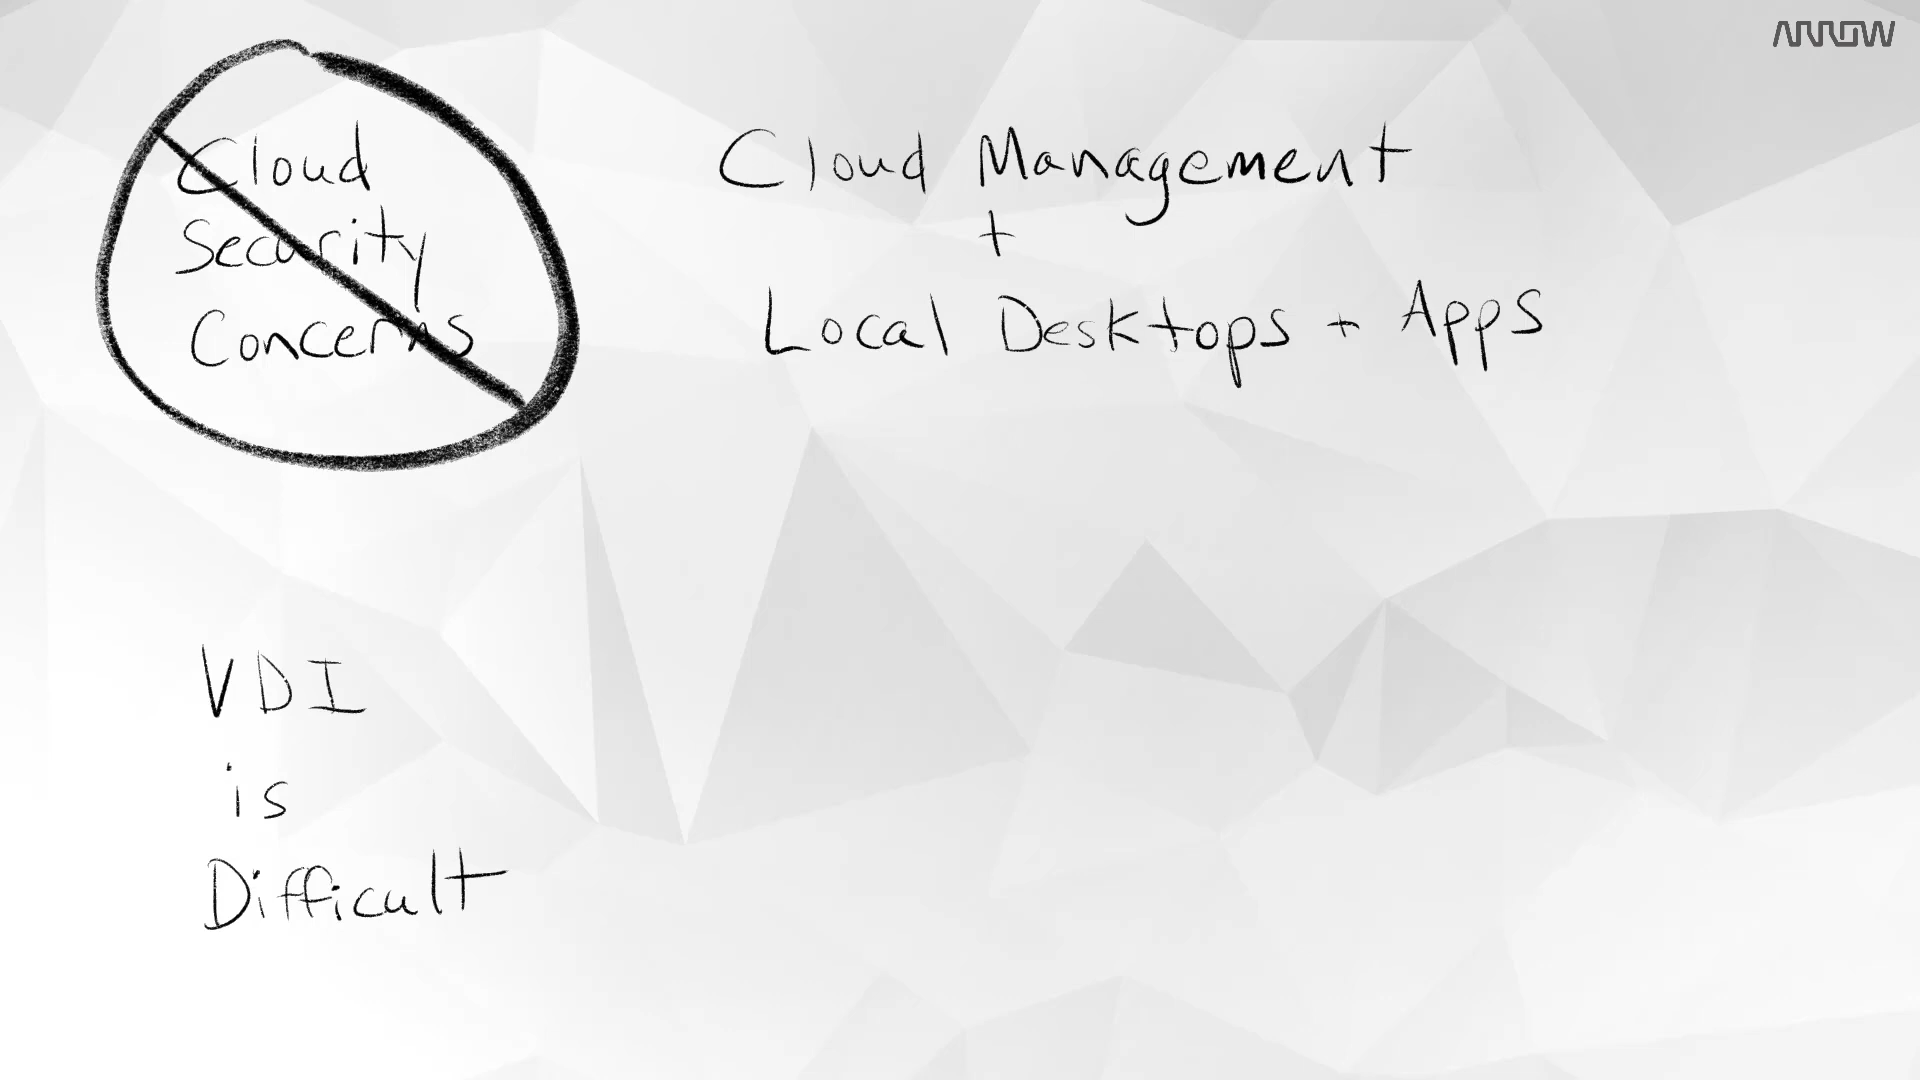 ARROW
Cloud
Security
Concerns
Cloud Management
+
Local Desktops + Apps
VDI
is
Difficult